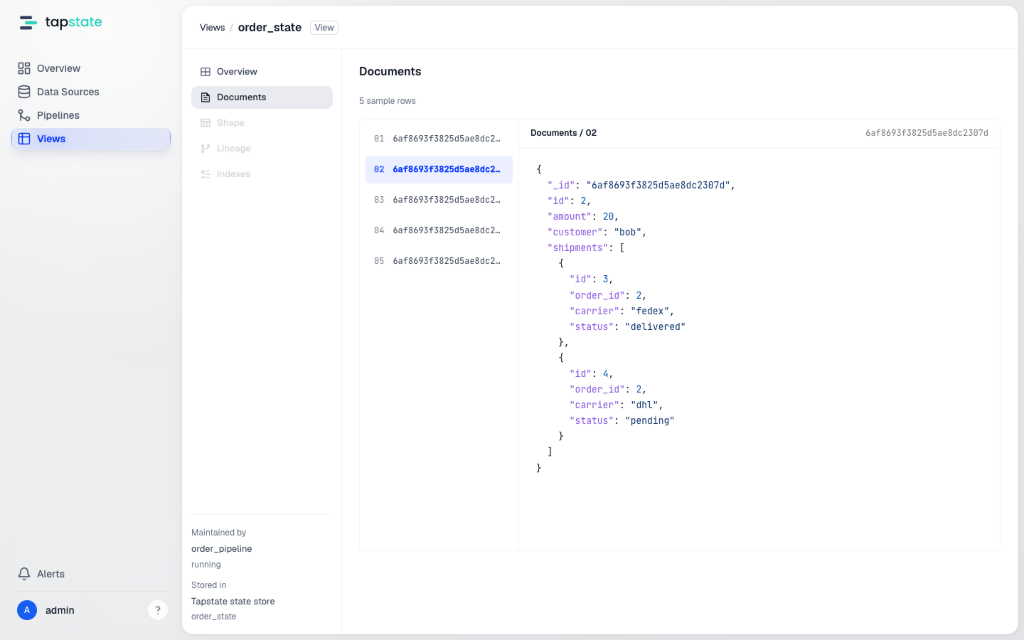 tapstate
Overview
Data Sources
Pipelines
Views
Alerts
A admin ?
Views / order_state View
Overview
Documents
Shape
Lineage
Indexes
Maintained by
order_pipeline
running
Stored in
Tapstate state store
order_state
Documents
5 sample rows
01 6af8693f3825d5ae8dc2…
02 6af8693f3825d5ae8dc2…
03 6af8693f3825d5ae8dc2…
04 6af8693f3825d5ae8dc2…
05 6af8693f3825d5ae8dc2…
Documents / 02 6af8693f3825d5ae8dc2307d
{
  "_id": "6af8693f3825d5ae8dc2307d",
  "id": 2,
  "amount": 20,
  "customer": "bob",
  "shipments": [
    {
      "id": 3,
      "order_id": 2,
      "carrier": "fedex",
      "status": "delivered"
    },
    {
      "id": 4,
      "order_id": 2,
      "carrier": "dhl",
      "status": "pending"
    }
  ]
}